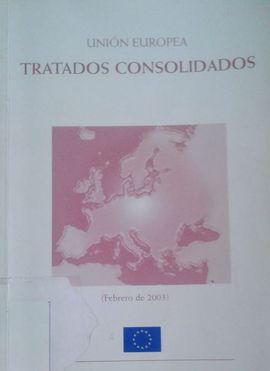 UNIÓN EUROPEA
TRATADOS CONSOLIDADOS
(Febrero de 2003)